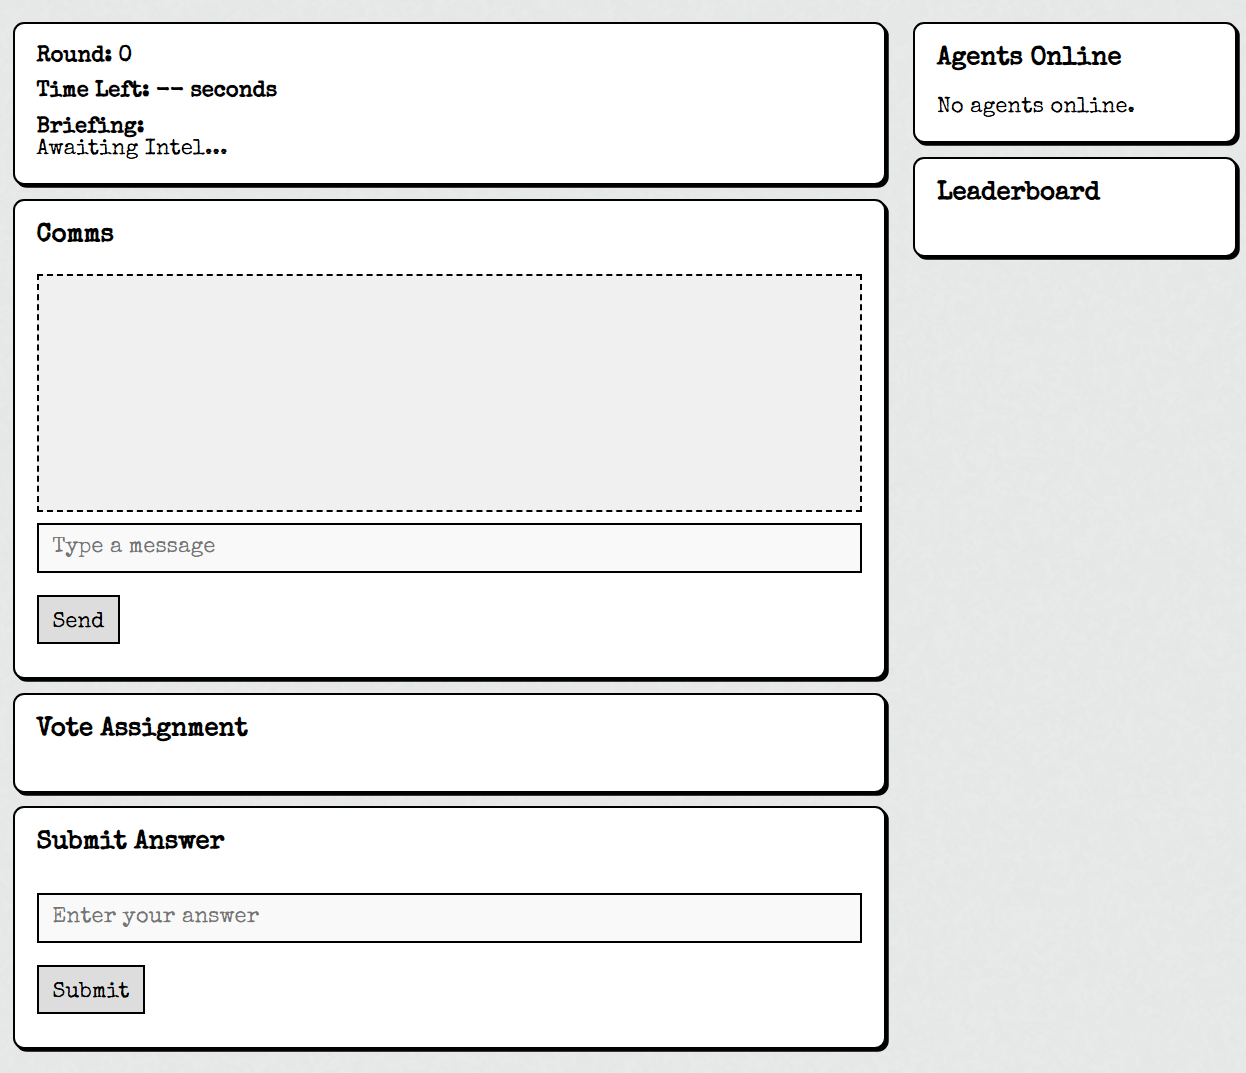 Round: 0
Time Left: -- seconds
Briefing:
Awaiting Intel...
Comms
Type a message
Send
Vote Assignment
Submit Answer
Enter your answer
Submit
Agents Online
No agents online.
Leaderboard